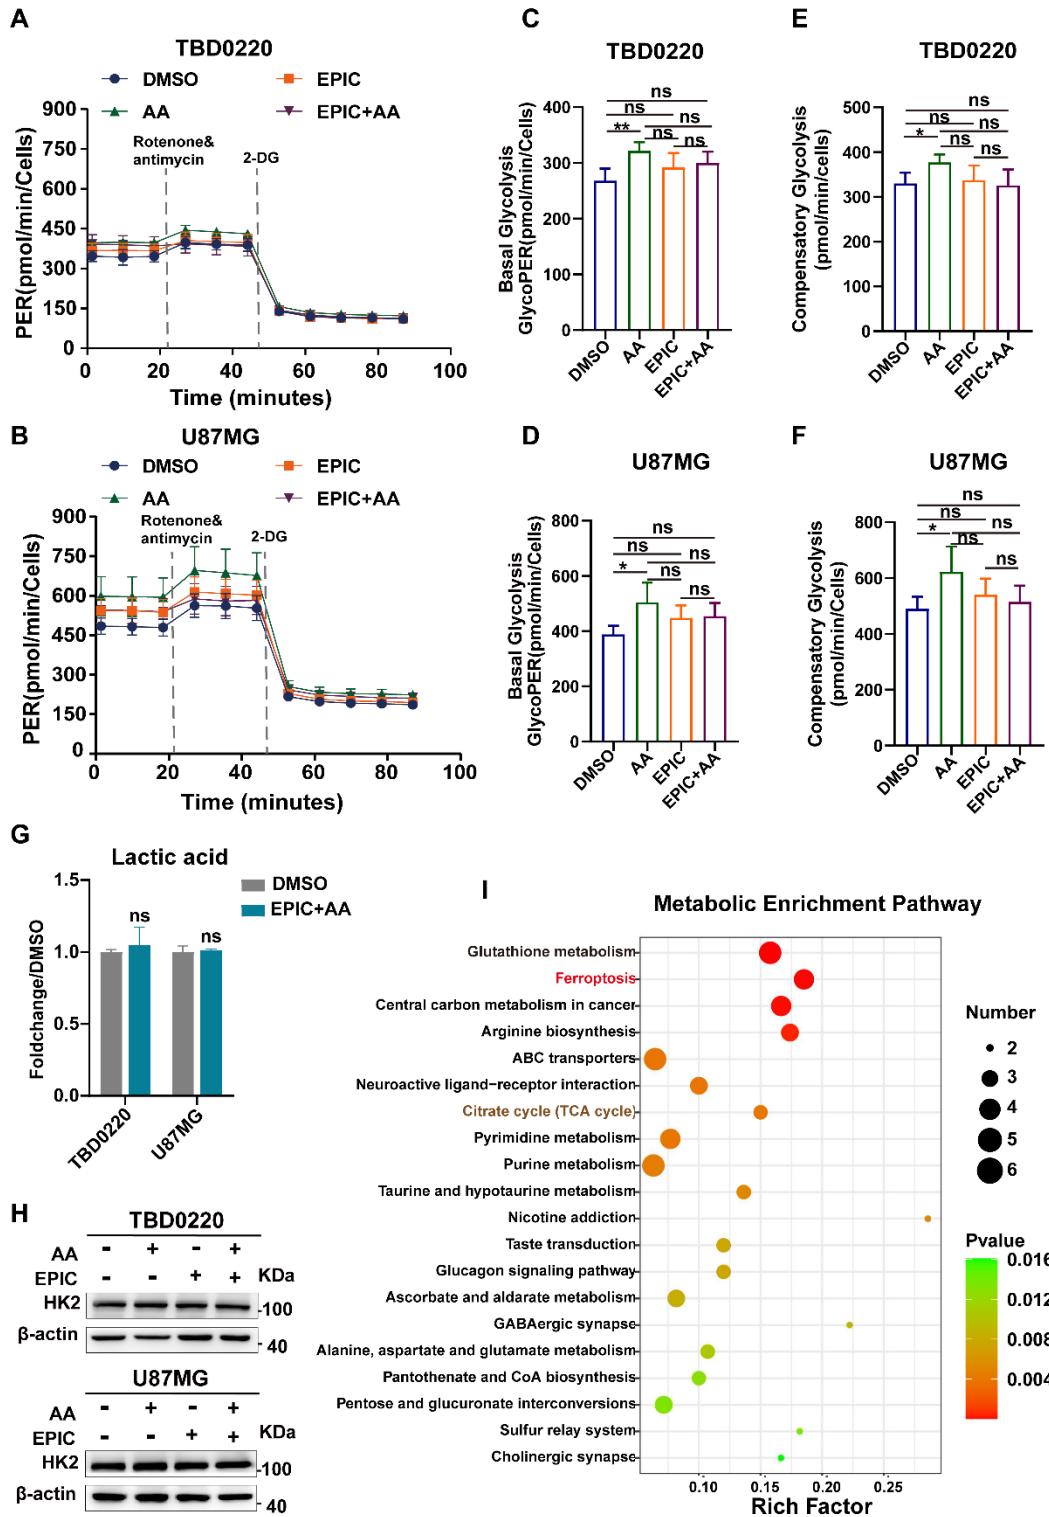 A
TBD0220
DMSO
EPIC
AA
EPIC+AA
900
750
600
450
300
150
0
Rotenone&
antimycin
2-DG
PER(pmol/min/Cells)
0 20 40 60 80 100
Time (minutes)
B
U87MG
DMSO
EPIC
AA
EPIC+AA
900
750
600
450
300
150
0
Rotenone&
antimycin
2-DG
PER(pmol/min/Cells)
0 20 40 60 80 100
Time (minutes)
C
TBD0220
Basal Glycolysis
GlycoPER(pmol/min/Cells)
400
300
200
100
0
ns
ns
ns
**
ns
ns
DMSO
AA
EPIC
EPIC+AA
D
U87MG
Basal Glycolysis
GlycoPER(pmol/min/Cells)
800
600
400
200
0
ns
ns
ns
*
ns
ns
DMSO
AA
EPIC
EPIC+AA
E
TBD0220
Compensatory Glycolysis
(pmol/min/cells)
500
400
300
200
100
0
ns
ns
ns
*
ns
ns
DMSO
AA
EPIC
EPIC+AA
F
U87MG
Compensatory Glycolysis
(pmol/min/Cells)
800
600
400
200
0
ns
ns
ns
*
ns
ns
DMSO
AA
EPIC
EPIC+AA
G
Lactic acid
Foldchange/DMSO
1.5
1.0
0.5
0.0
ns
ns
DMSO
EPIC+AA
TBD0220
U87MG
H
TBD0220
AA - + - +
EPIC - - + +
KDa
HK2
-100
β-actin
- 40
U87MG
AA - + - +
EPIC - - + +
KDa
HK2
-100
β-actin
- 40
I
Metabolic Enrichment Pathway
Glutathione metabolism
Ferroptosis
Central carbon metabolism in cancer
Arginine biosynthesis
ABC transporters
Neuroactive ligand−receptor interaction
Citrate cycle (TCA cycle)
Pyrimidine metabolism
Purine metabolism
Taurine and hypotaurine metabolism
Nicotine addiction
Taste transduction
Glucagon signaling pathway
Ascorbate and aldarate metabolism
GABAergic synapse
Alanine, aspartate and glutamate metabolism
Pantothenate and CoA biosynthesis
Pentose and glucuronate interconversions
Sulfur relay system
Cholinergic synapse
0.10 0.15 0.20 0.25
Rich Factor
Number
2
3
4
5
6
Pvalue
0.016
0.012
0.008
0.004